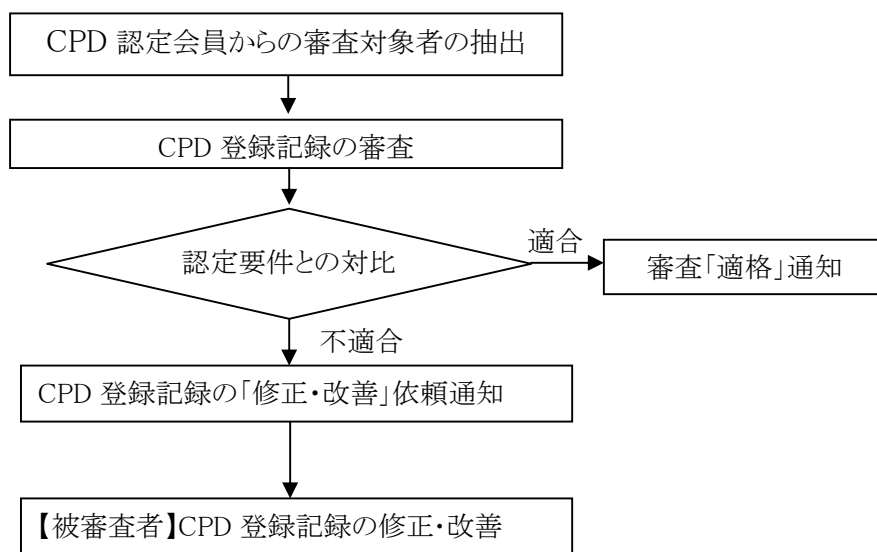 CPD 認定会員からの審査対象者の抽出
CPD 登録記録の審査
認定要件との対比
適合
審査「適格」通知
不適合
CPD 登録記録の「修正・改善」依頼通知
【被審査者】CPD 登録記録の修正・改善